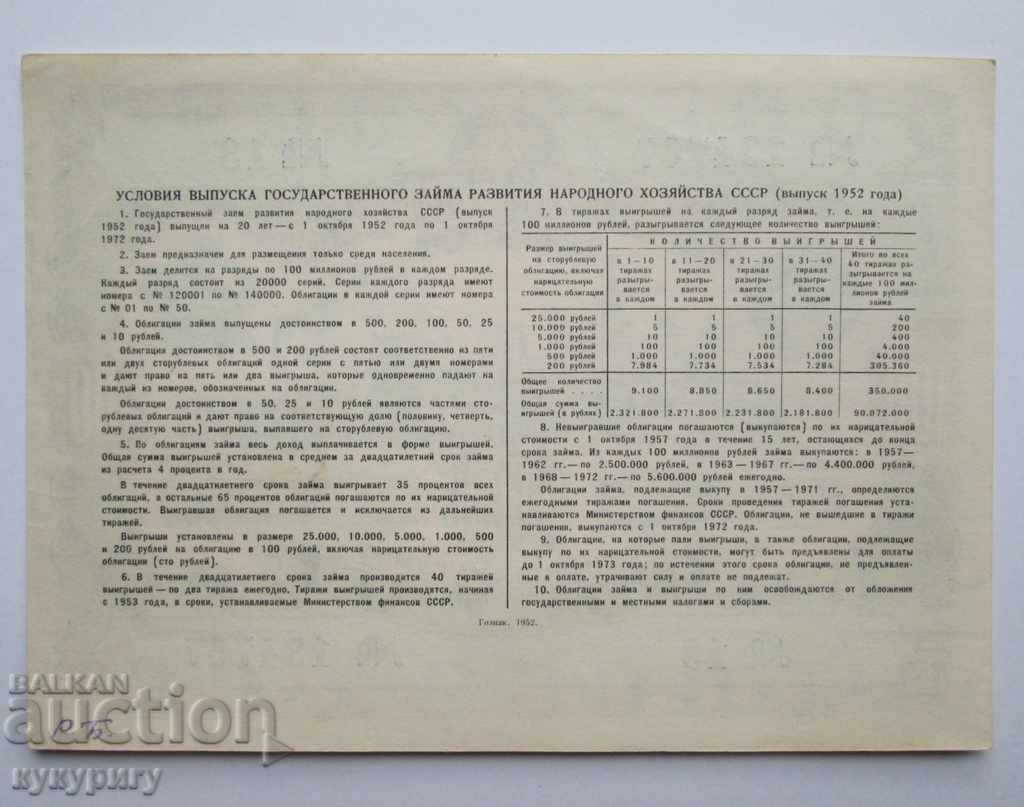 УСЛОВИЯ ВЫПУСКА ГОСУДАРСТВЕННОГО ЗАЙМА РАЗВИТИЯ НАРОДНОГО ХОЗЯЙСТВА СССР (выпуск 1952 года)
1. Государственный заем развития народного хозяйства СССР (выпуск
1952 года) выпущен на 20 лет — с 1 октября 1952 года по 1 октября
1972 года.
2. Заем предназначен для размещения только среди населения.
3. Заем делится на разряды по 100 миллионов рублей в каждом разряде.
Каждый разряд состоит из 20000 серий. Серии каждого разряда имеют
номера с № 120001 по № 140000. Облигации в каждой серии имеют номера
с № 01 по № 50.
4. Облигации займа выпущены достоинством в 500, 200, 100, 50, 25
и 10 рублей.
Облигации достоинством в 500 и 200 рублей состоят соответственно из пяти
или двух сторублевых облигаций одной серии с пятью или двумя номерами
и дают право на пять или два выигрыша, которые одновременно падают на
каждый из номеров, обозначенных на облигации.
Облигации достоинством в 50, 25 и 10 рублей являются частями сто-
рублевых облигаций и дают право на соответствующую долю (половину, четверть,
одну десятую часть) выигрыша, выпавшего на сторублевую облигацию.
5. По облигациям займа весь доход выплачивается в форме выигрышей.
Общая сумма выигрышей установлена в среднем за двадцатилетний срок займа
из расчета 4 процентов в год.
В течение двадцатилетнего срока займа выигрывает 35 процентов всех
облигаций, а остальные 65 процентов облигаций погашаются по их нарицательной
стоимости. Выигравшая облигация погашается и исключается из дальнейших
тиражей.
Выигрыши установлены в размере 25.000, 10.000, 5.000, 1.000, 500
и 200 рублей на облигацию в 100 рублей, включая нарицательную стоимость
облигации (сто рублей).
6. В течение двадцатилетнего срока займа производится 40 тиражей
выигрышей — по два тиража ежегодно. Тиражи выигрышей производятся, начиная
с 1953 года, в сроки, устанавливаемые Министерством финансов СССР.
7. В тиражах выигрышей на каждый разряд займа, т. е. на каждые
100 миллионов рублей, разыгрывается следующее количество выигрышей:
Размер выигрышей на сторублевую облигацию, включая нарицательную стоимость облигации
КОЛИЧЕСТВО ВЫИГРЫШЕЙ
в 1—10 тиражах разыгры-вается в каждом
в 11—20 тиражах разыгры-вается в каждом
в 21—30 тиражах разыгры-вается в каждом
в 31—40 тиражах разыгры-вается в каждом
Итого во всех 40 тиражах ра-зыгрывается на каждые 100 мил-лионов рублей займа
25.000 рублей 1 1 1 1 40
10.000 рублей 5 5 5 5 200
5.000 рублей 10 10 10 10 400
1.000 рублей 100 100 100 100 4.000
500 рублей 1.000 1.000 1.000 1.000 40.000
200 рублей 7.984 7.734 7.534 7.284 305.360
Общее количество
выигрышей . . . . 9.100 8.850 8.650 8.400 350.000
Общая сумма вы-
игрышей (в рублях) 2.321.800 2.271.800 2.231.800 2.181.800 90.072.000
8. Невыигравшие облигации погашаются (выкупаются) по их нарицательной
стоимости с 1 октября 1957 года в течение 15 лет, остающихся до конца
срока займа. Из каждых 100 миллионов рублей займа выкупаются: в 1957—
1962 гг.— по 2.500.000 рублей, в 1963 — 1967 гг.— по 4.400.000 рублей,
в 1968 — 1972 гг.— по 5.600.000 рублей ежегодно.
Облигации займа, подлежащие выкупу в 1957 — 1971 гг., определяются
ежегодными тиражами погашения. Сроки проведения тиражей погашения уста-
навливаются Министерством финансов СССР. Облигации, не вышедшие в тиражи
погашения, выкупаются с 1 октября 1972 года.
9. Облигации, на которые пали выигрыши, а также облигации, подлежащие
выкупу по их нарицательной стоимости, могут быть предъявлены для оплаты
до 1 октября 1973 года; по истечении этого срока облигации, не предъявлен-
ные к оплате, утрачивают силу и оплате не подлежат.
10. Облигации займа и выигрыши по ним освобождаются от обложения
государственными и местными налогами и сборами.
Гознак. 1952.
BALKAN
auction
кукуригу